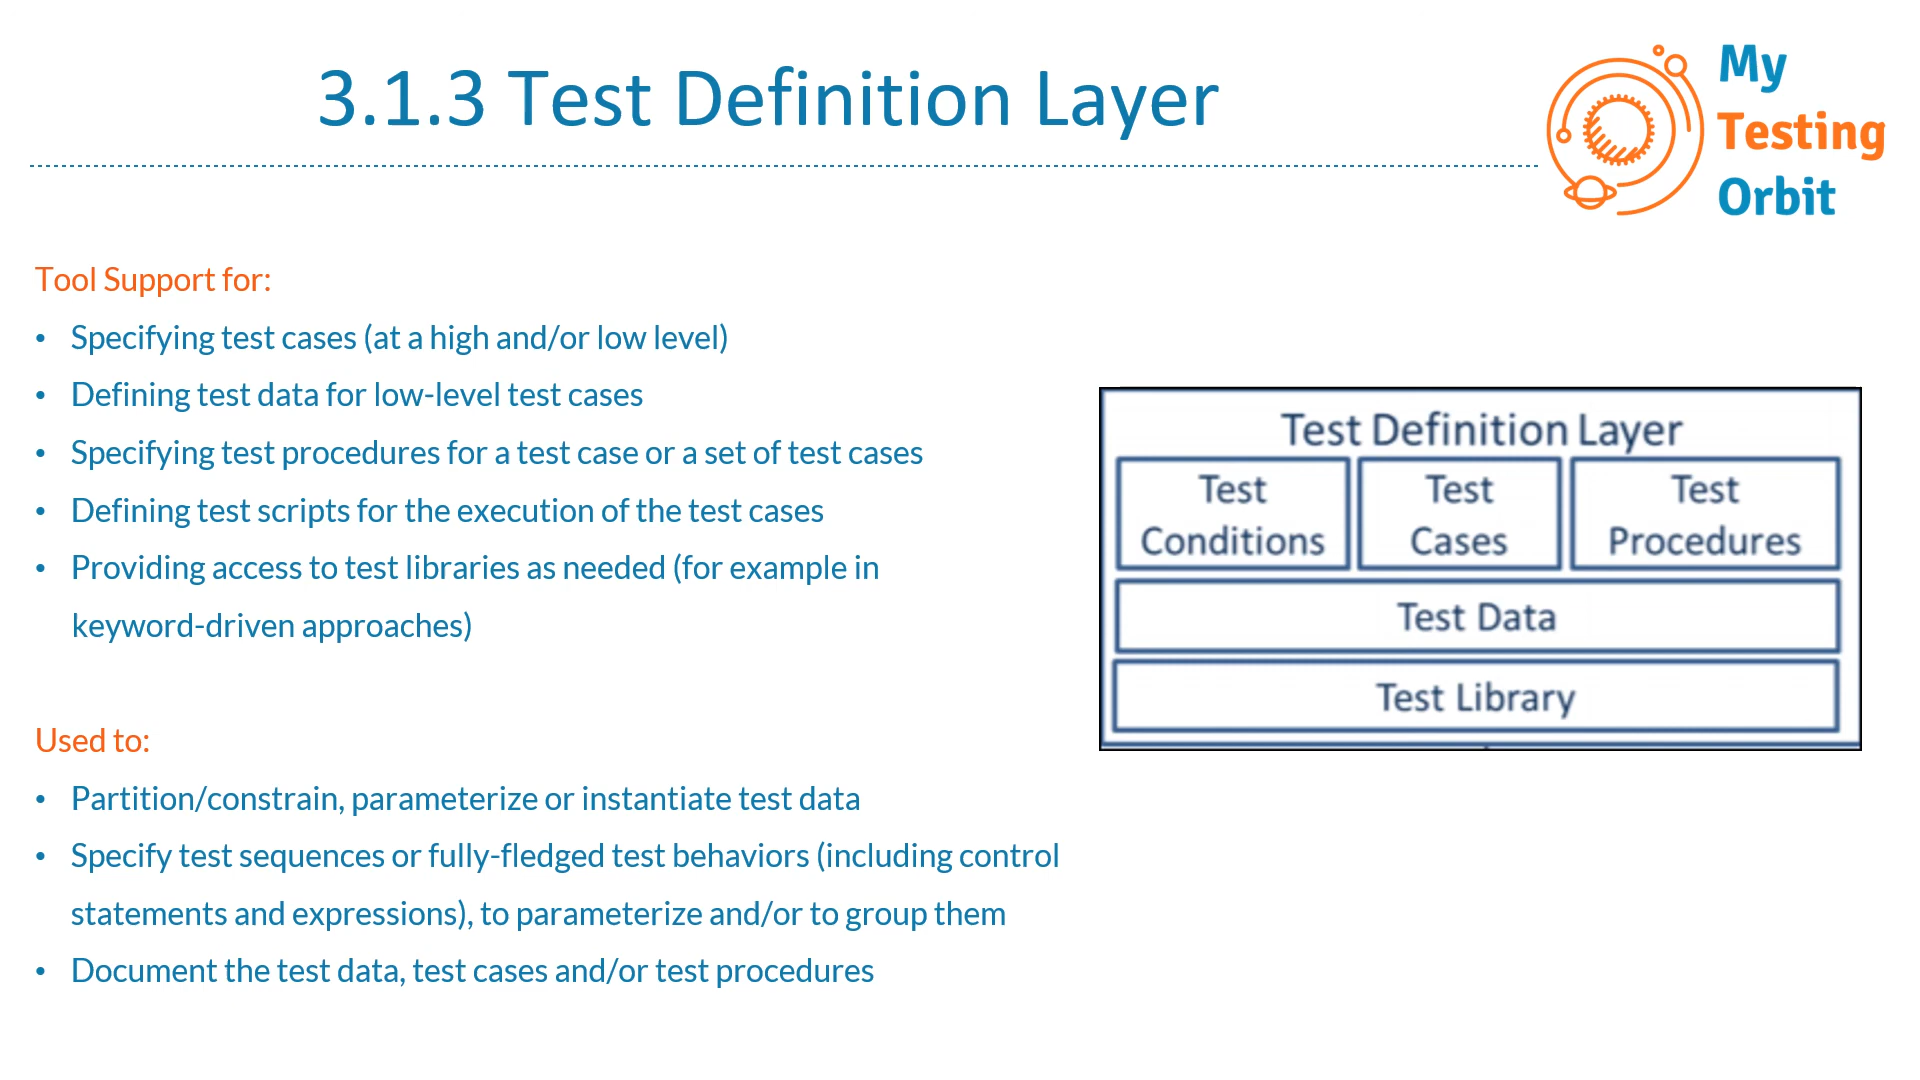 3.1.3 Test Definition Layer
My
Testing
Orbit
Tool Support for:
• Specifying test cases (at a high and/or low level)
• Defining test data for low-level test cases
• Specifying test procedures for a test case or a set of test cases
• Defining test scripts for the execution of the test cases
• Providing access to test libraries as needed (for example in
keyword-driven approaches)
Used to:
• Partition/constrain, parameterize or instantiate test data
• Specify test sequences or fully-fledged test behaviors (including control
statements and expressions), to parameterize and/or to group them
• Document the test data, test cases and/or test procedures
Test Definition Layer
Test
Conditions
Test
Cases
Test
Procedures
Test Data
Test Library